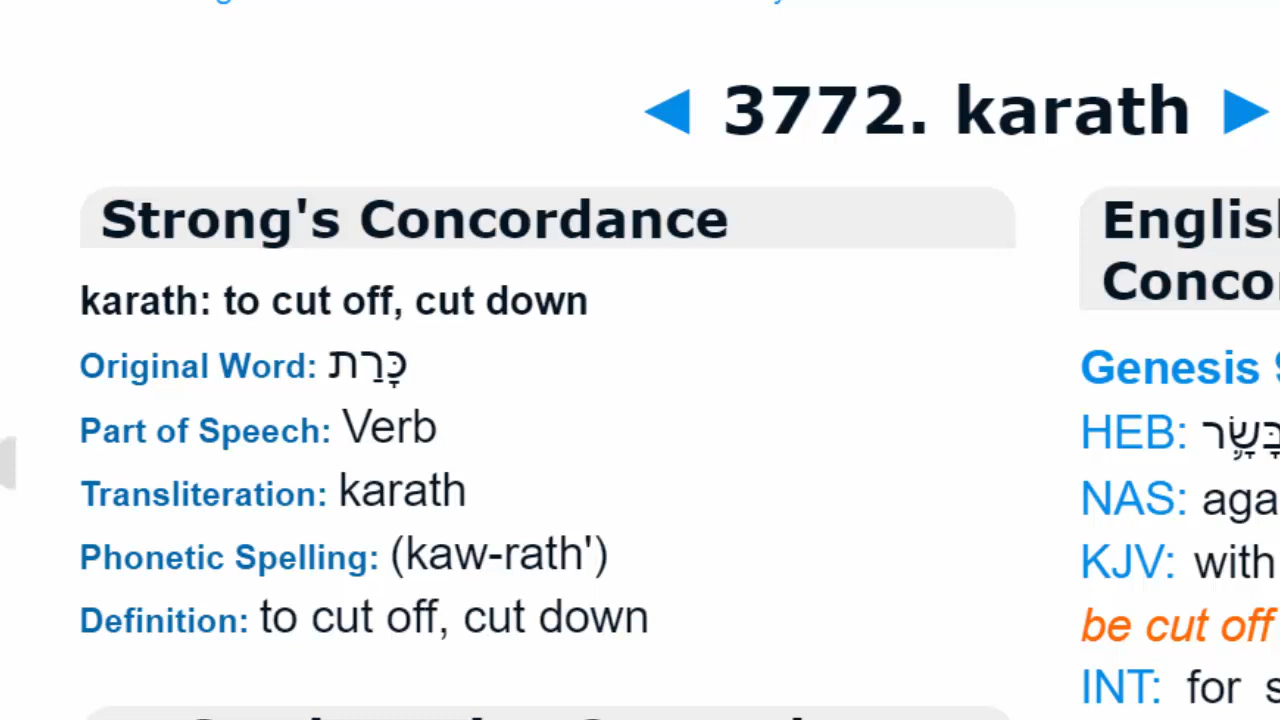 ◀ 3772. karath ▶
Strong's Concordance
karath: to cut off, cut down
Original Word: כָּרַת
Part of Speech: Verb
Transliteration: karath
Phonetic Spelling: (kaw-rath')
Definition: to cut off, cut down
Genesis
HEB: בָּשָׂ֛ר
NAS:
KJV: with
be cut off
INT: for